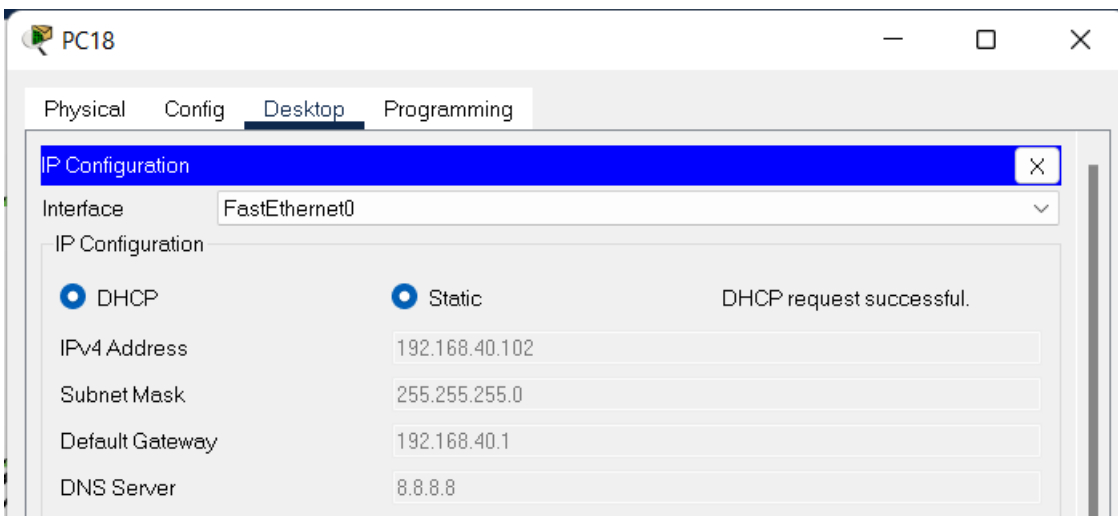 PC18
Physical Config Desktop Programming
IP Configuration X
Interface FastEthernet0
IP Configuration
DHCP Static DHCP request successful.
IPv4 Address 192.168.40.102
Subnet Mask 255.255.255.0
Default Gateway 192.168.40.1
DNS Server 8.8.8.8